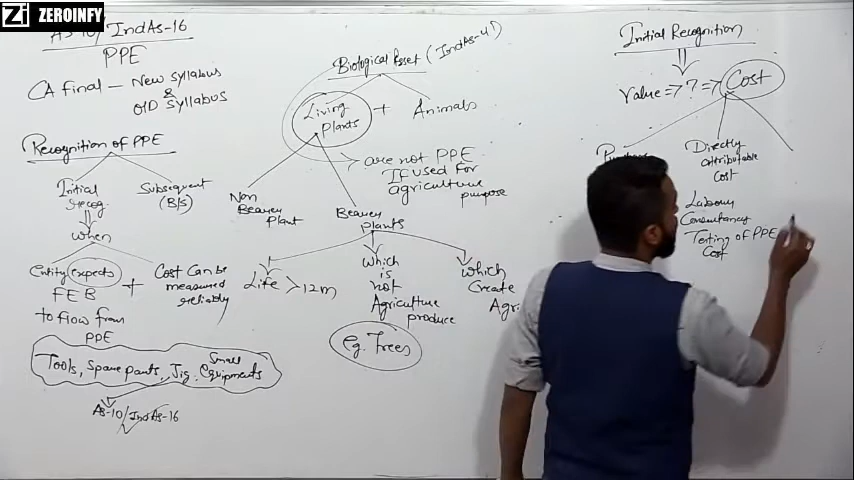 Zi ZEROINFY
AS-10/IndAs-16
PPE
CA Final - New Syllabus
&
OlD Syllabus
Recognition of PPE
Initial
Recog.
Subsequent
(B/S)
When
Entity expects
FEB
to flow from
PPE
+
Cost Can be
measured
reliably
Tools, Spare parts, Jig. Small
Equipments
AS-10/IndAs-16
Biological Asset (IndAs-41)
Living
Plants
+
Animals
are not PPE
If used For
agriculture
purpose
Non
Bearer
Plant
Bearer
plants
Life >12m
Which
is
not
Agriculture
produce
Which
Create
Agri
eg. Trees
Initial Recognition
Value => ? => Cost
Directly
attributable
Cost
Labour
Consultancy
Testing of PPE
Cost